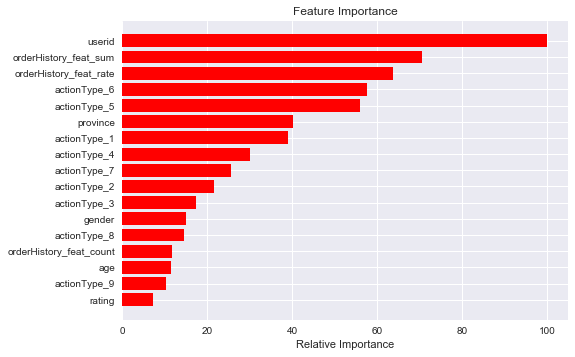 Feature Importance
userid
orderHistory_feat_sum
orderHistory_feat_rate
actionType_6
actionType_5
province
actionType_1
actionType_4
actionType_7
actionType_2
actionType_3
gender
actionType_8
orderHistory_feat_count
age
actionType_9
rating
0 20 40 60 80 100
Relative Importance